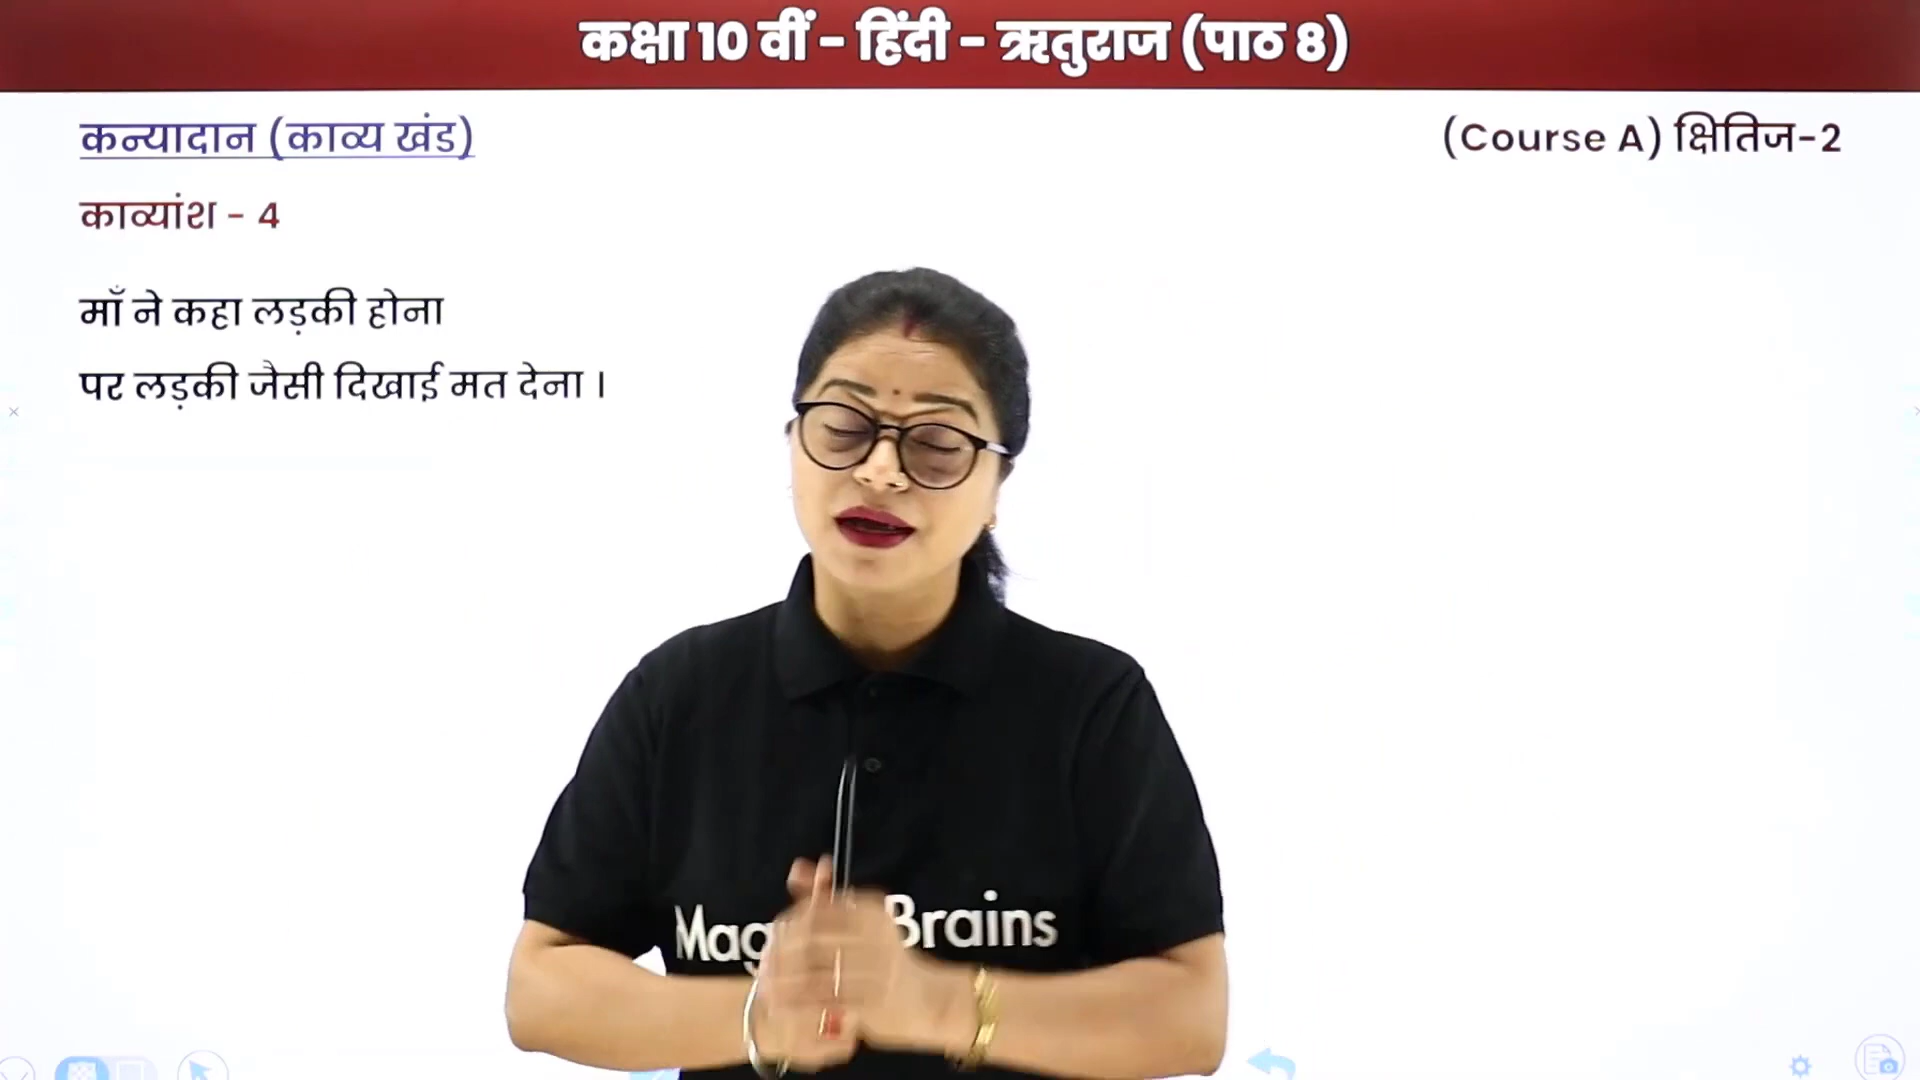 कक्षा 10 वीं - हिंदी - ऋतुराज (पाठ 8)
कन्यादान (काव्य खंड)
(Course A) क्षितिज-2
काव्यांश - 4
माँ ने कहा लड़की होना
पर लड़की जैसी दिखाई मत देना ।
Brains